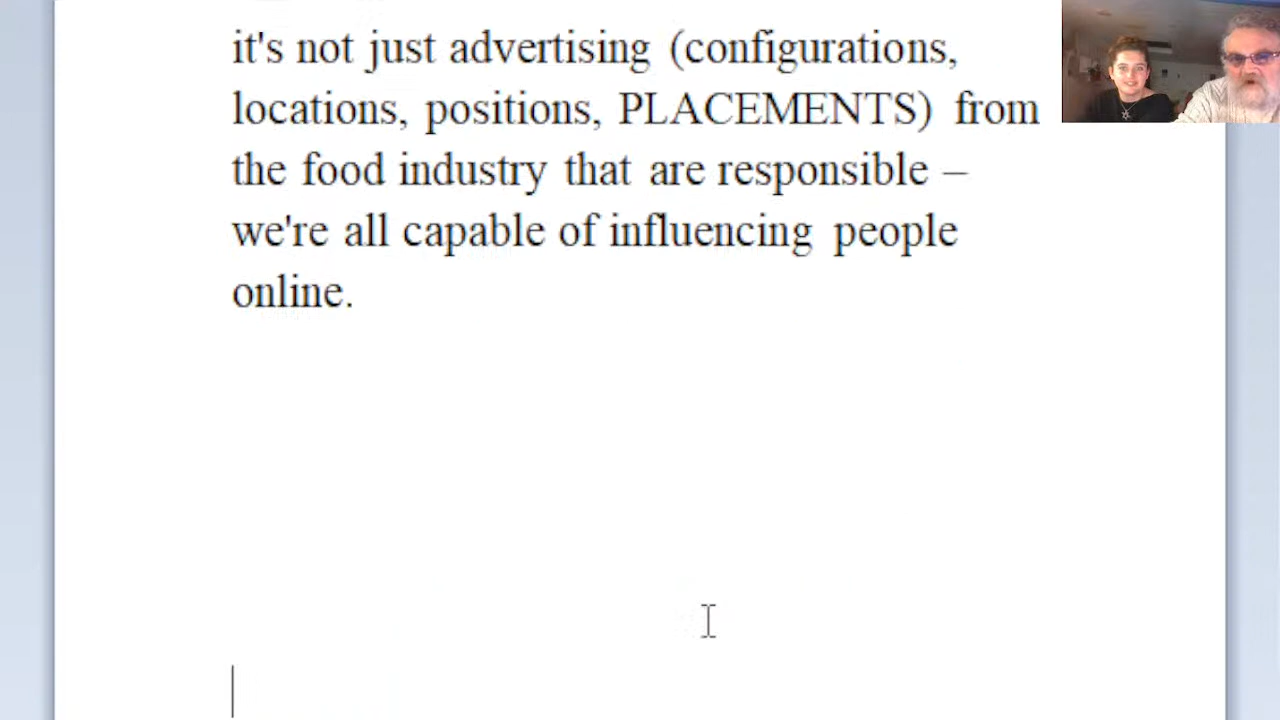 it's not just advertising (configurations,
locations, positions, PLACEMENTS) from
the food industry that are responsible –
we're all capable of influencing people
online.